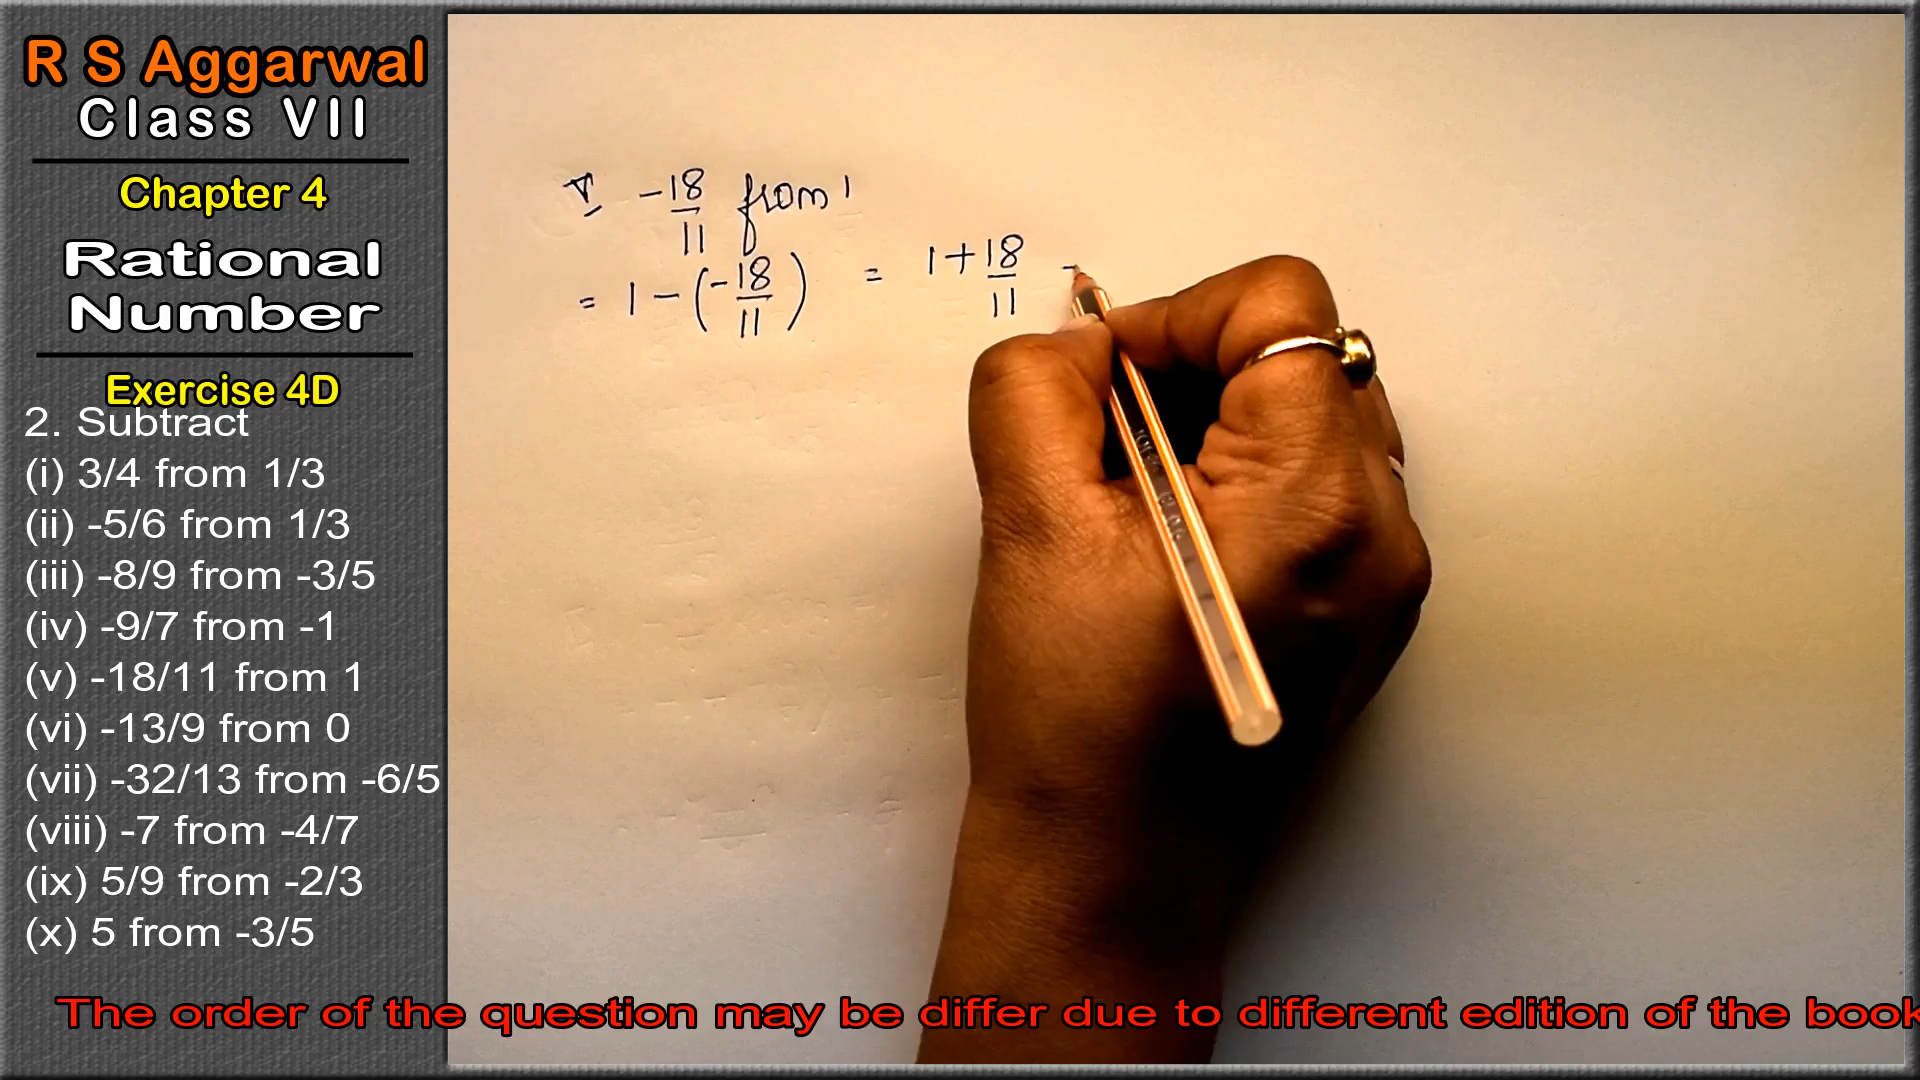 R S Aggarwal
Class VII
Chapter 4
Rational
Number
Exercise 4D
2. Subtract
(i) 3/4 from 1/3
(ii) -5/6 from 1/3
(iii) -8/9 from -3/5
(iv) -9/7 from -1
(v) -18/11 from 1
(vi) -13/9 from 0
(vii) -32/13 from -6/5
(viii) -7 from -4/7
(ix) 5/9 from -2/3
(x) 5 from -3/5
V -18/11 from 1
= 1 - (-18/11) = 1 + 18/11
The order of the question may be differ due to different edition of the book